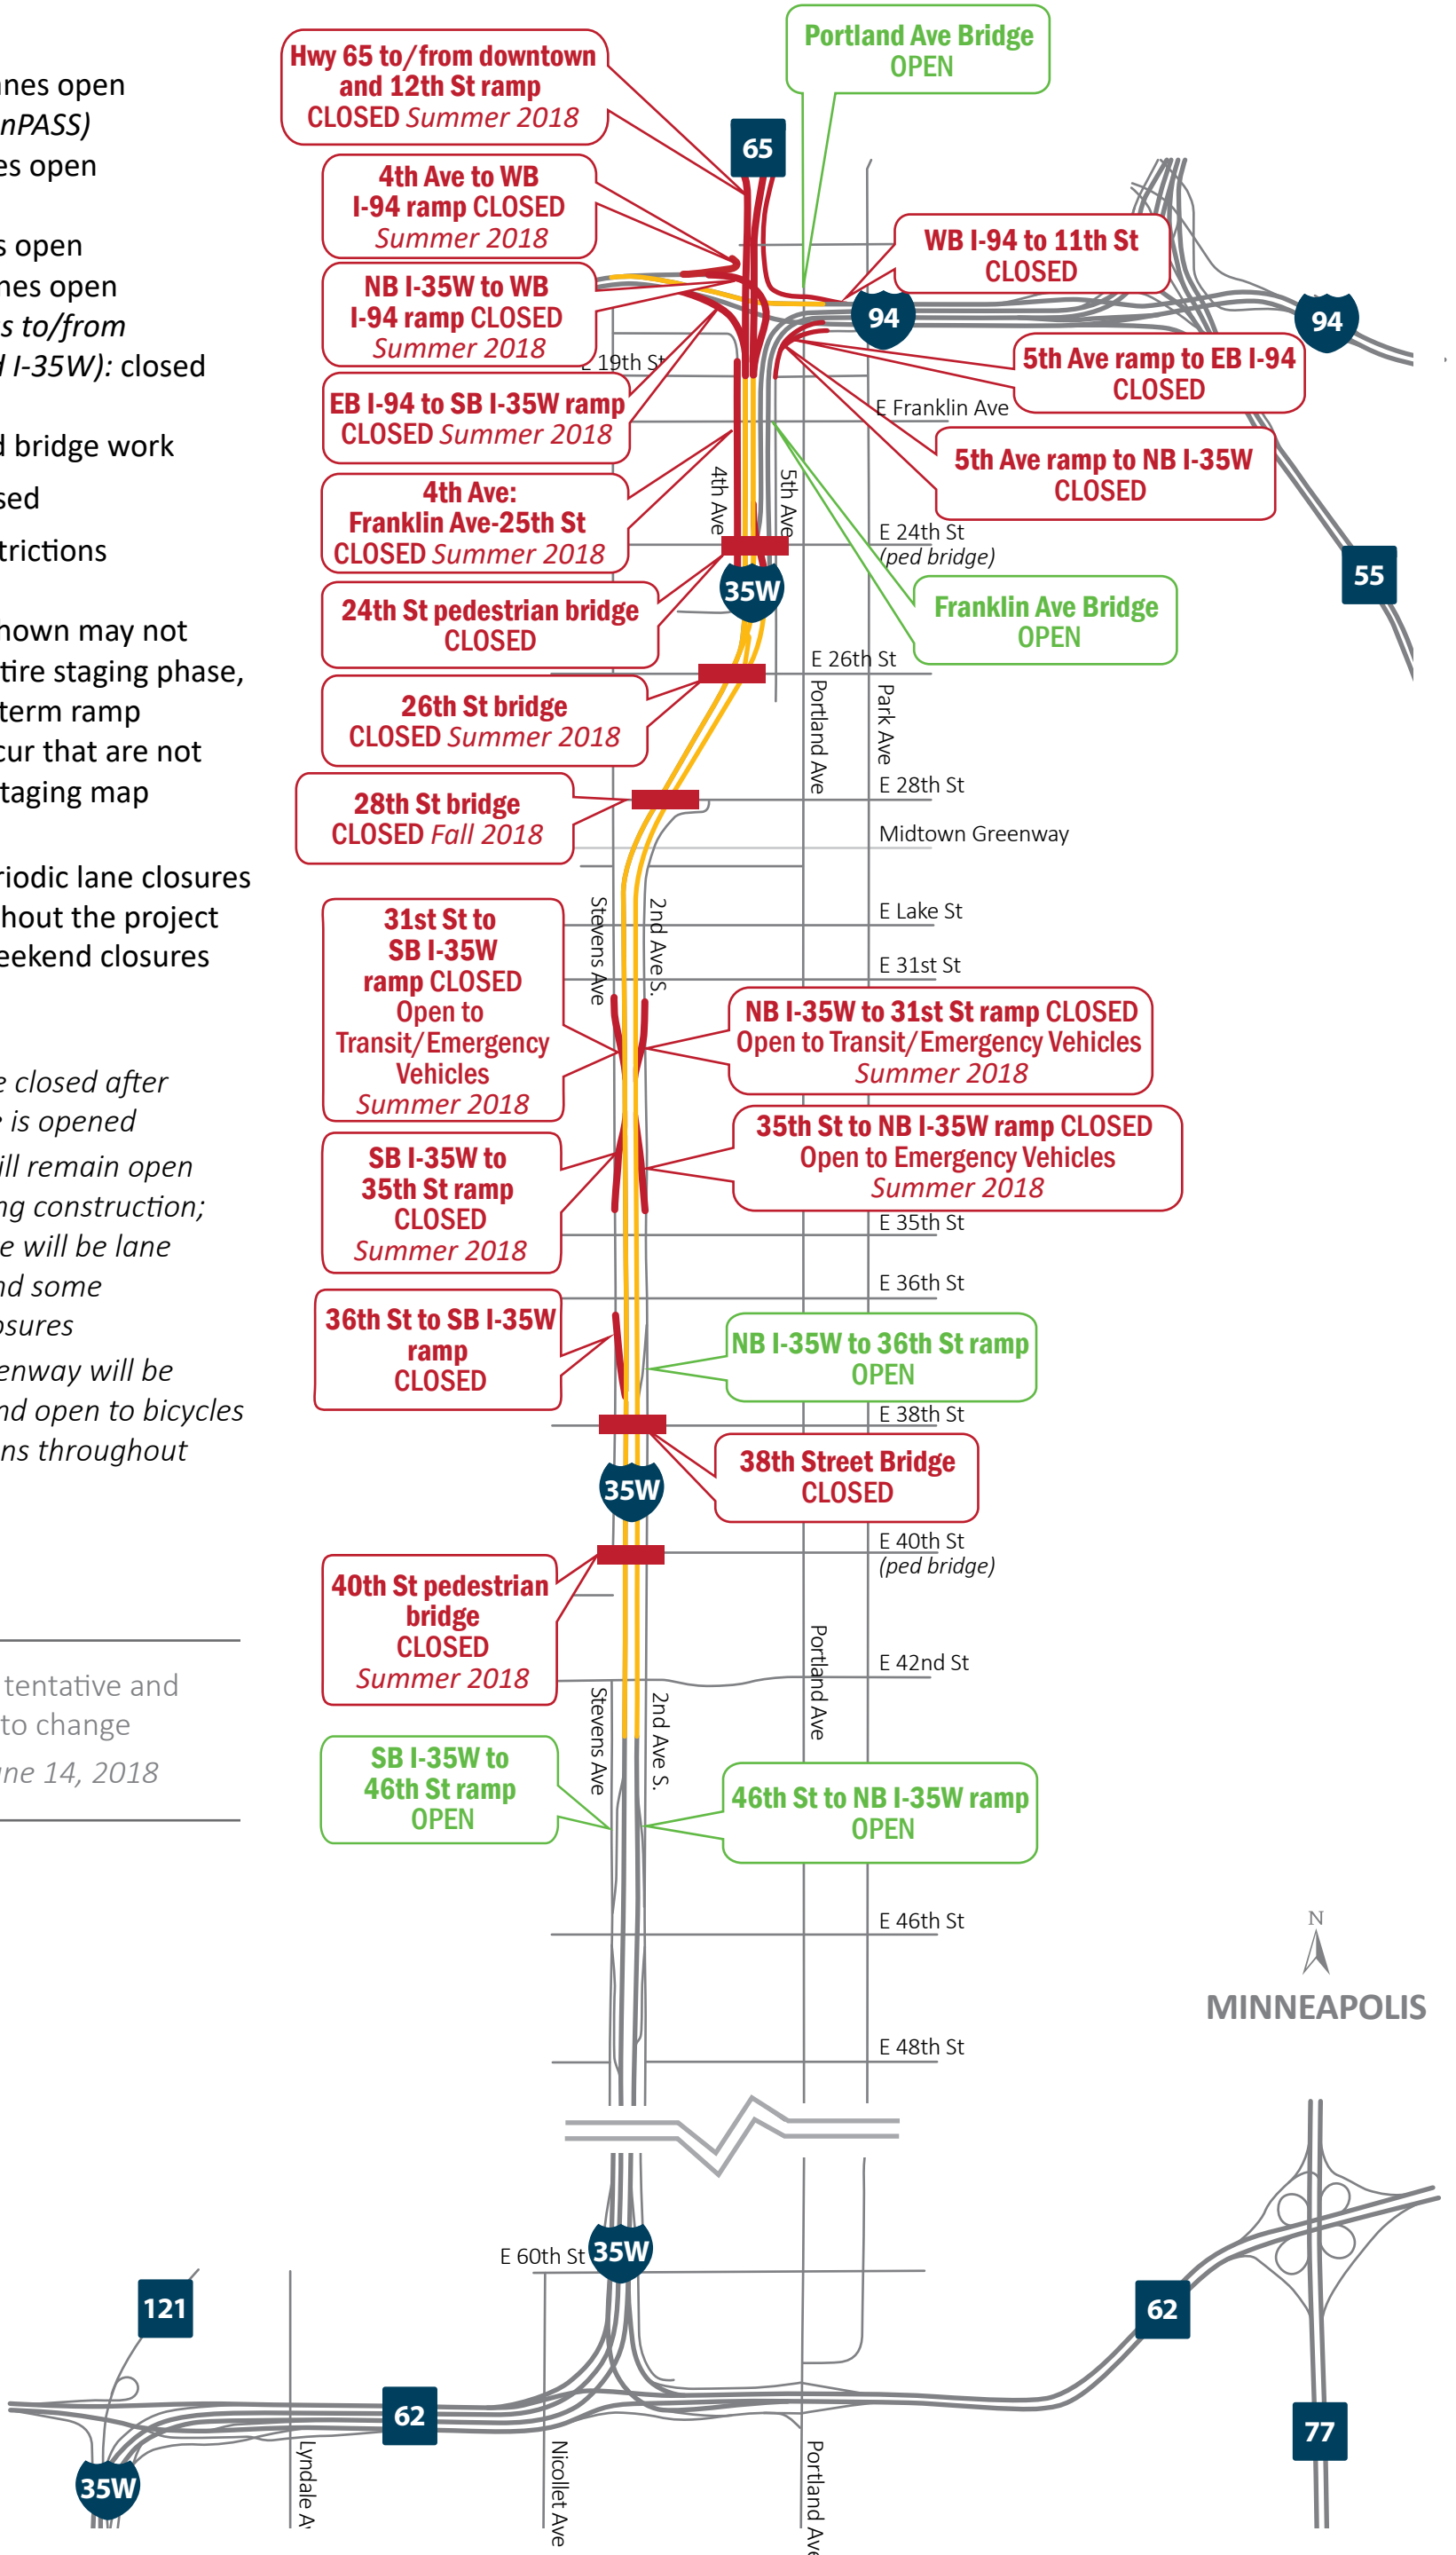 Hwy 65 to/from downtown
and 12th St ramp
CLOSED Summer 2018
Portland Ave Bridge
OPEN
65
4th Ave to WB
I-94 ramp CLOSED
Summer 2018
NB I-35W to WB
I-94 ramp CLOSED
Summer 2018
WB I-94 to 11th St
CLOSED
94
94
E 19th St
5th Ave ramp to EB I-94
CLOSED
EB I-94 to SB I-35W ramp
CLOSED Summer 2018
E Franklin Ave
5th Ave ramp to NB I-35W
CLOSED
4th Ave:
Franklin Ave-25th St
CLOSED Summer 2018
4th Ave
5th Ave
E 24th St
(ped bridge)
55
35W
24th St pedestrian bridge
CLOSED
Franklin Ave Bridge
OPEN
E 26th St
26th St bridge
CLOSED Summer 2018
Portland Ave
Park Ave
28th St bridge
CLOSED Fall 2018
E 28th St
Midtown Greenway
Stevens Ave
2nd Ave S.
E Lake St
E 31st St
31st St to
SB I-35W
ramp CLOSED
Open to
Transit/Emergency
Vehicles
Summer 2018
NB I-35W to 31st St ramp CLOSED
Open to Transit/Emergency Vehicles
Summer 2018
SB I-35W to
35th St ramp
CLOSED
Summer 2018
35th St to NB I-35W ramp CLOSED
Open to Emergency Vehicles
Summer 2018
E 35th St
E 36th St
36th St to SB I-35W
ramp
CLOSED
NB I-35W to 36th St ramp
OPEN
E 38th St
38th Street Bridge
CLOSED
35W
E 40th St
(ped bridge)
40th St pedestrian
bridge
CLOSED
Summer 2018
Portland Ave
E 42nd St
Stevens Ave
2nd Ave S.
SB I-35W to
46th St ramp
OPEN
46th St to NB I-35W ramp
OPEN
E 46th St
N
MINNEAPOLIS
E 48th St
E 60th St
35W
121
62
62
77
35W
Lyndale A
Nicollet Ave
Portland Ave
nes open
nPASS)
es open
s open
nes open
s to/from
d I-35W): closed
d bridge work
sed
trictions
hown may not
tire staging phase,
term ramp
cur that are not
taging map
riodic lane closures
hout the project
eekend closures
e closed after
e is opened
ill remain open
ng construction;
e will be lane
nd some
osures
enway will be
nd open to bicycles
ns throughout
tentative and
to change
ne 14, 2018